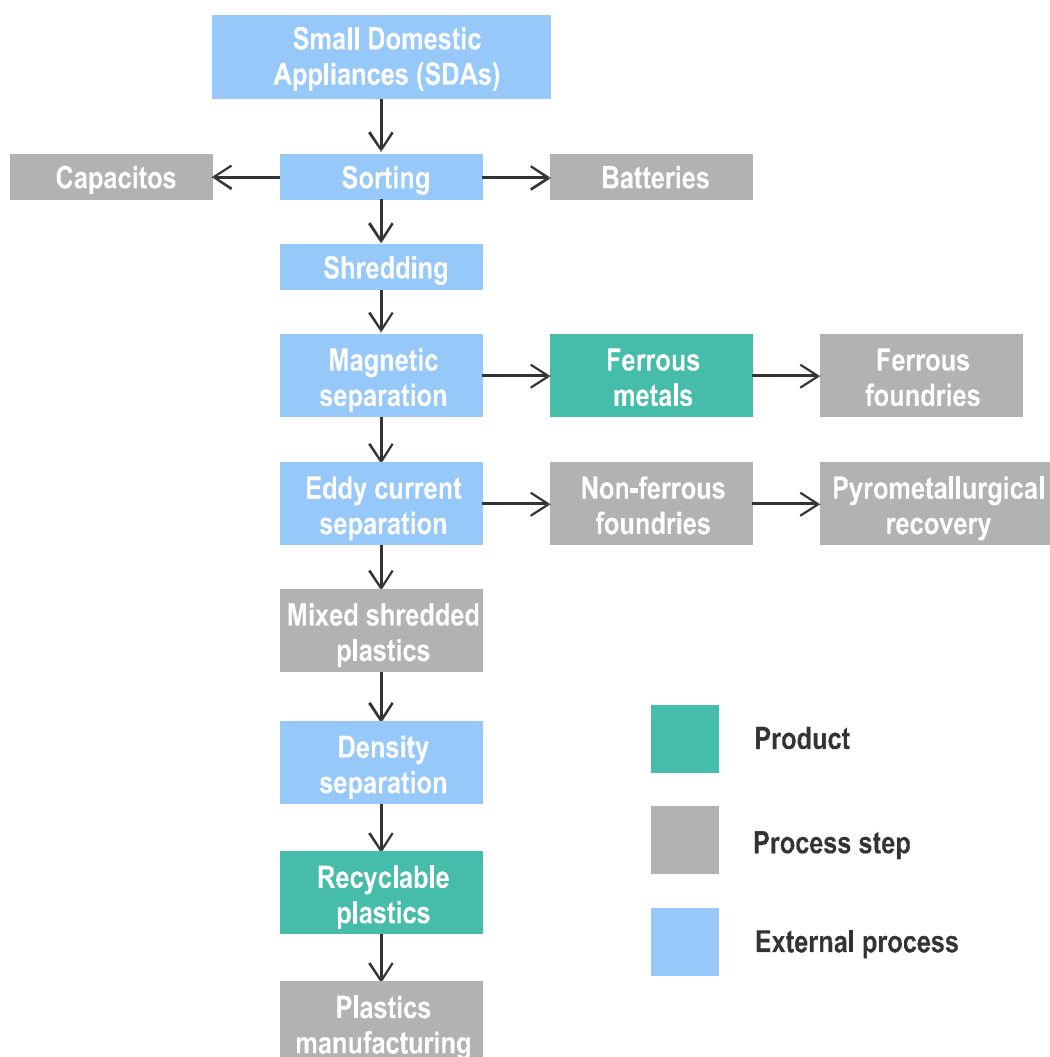 Small Domestic
Appliances (SDAs)
Capacitos
Sorting
Batteries
Shredding
Magnetic
separation
Ferrous
metals
Ferrous
foundries
Eddy current
separation
Non-ferrous
foundries
Pyrometallurgical
recovery
Mixed shredded
plastics
Density
separation
Product
Process step
Recyclable
plastics
External process
Plastics
manufacturing